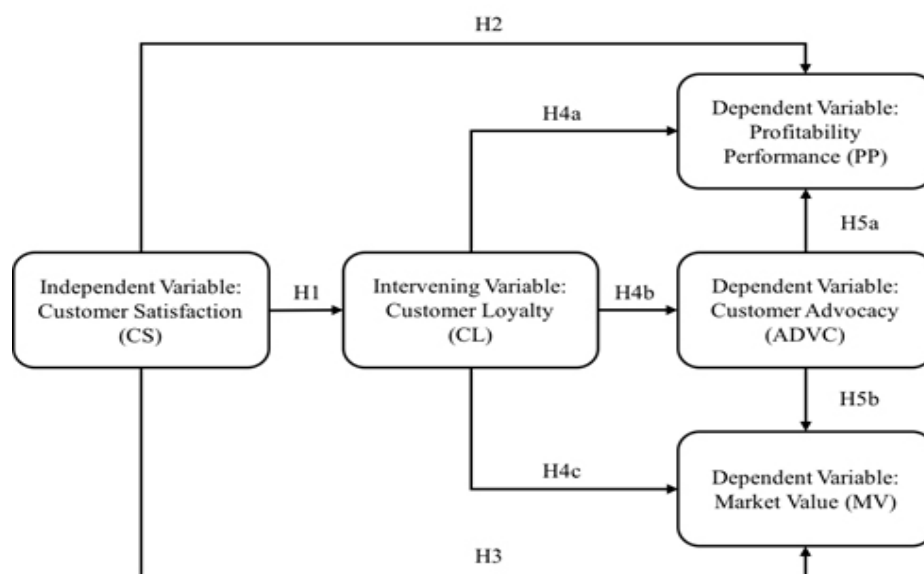 H2
Dependent Variable:
Profitability
Performance (PP)
H4a
H5a
Independent Variable:
Customer Satisfaction
(CS)
H1
Intervening Variable:
Customer Loyalty
(CL)
H4b
Dependent Variable:
Customer Advocacy
(ADVC)
H5b
H4c
Dependent Variable:
Market Value (MV)
H3